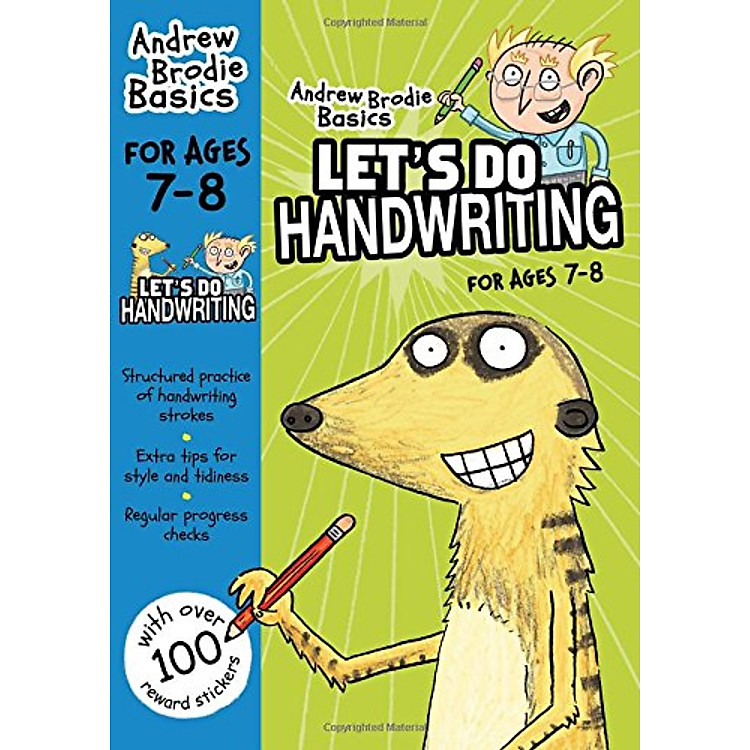 Andrew
Brodie
Basics
FOR AGES
7-8
LET'S DO
HANDWRITING
Structured practice
of handwriting
strokes
Extra tips for
style and tidiness
Regular progress
checks
with over
100
reward stickers
Copyrighted Material
Andrew Brodie
Basics
LET'S DO
HANDWRITING
FOR AGES 7-8
Copyrighted Material